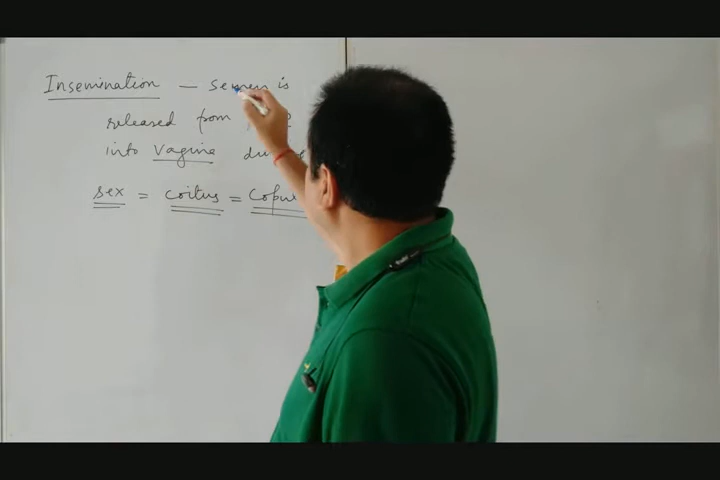 Insemination — semen is
released from
into vagina
sex = coitus =